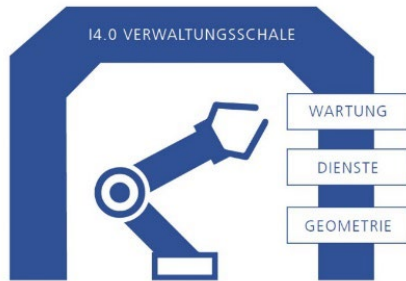 I4.0 VERWALTUNGSSCHALE
WARTUNG
DIENSTE
GEOMETRIE